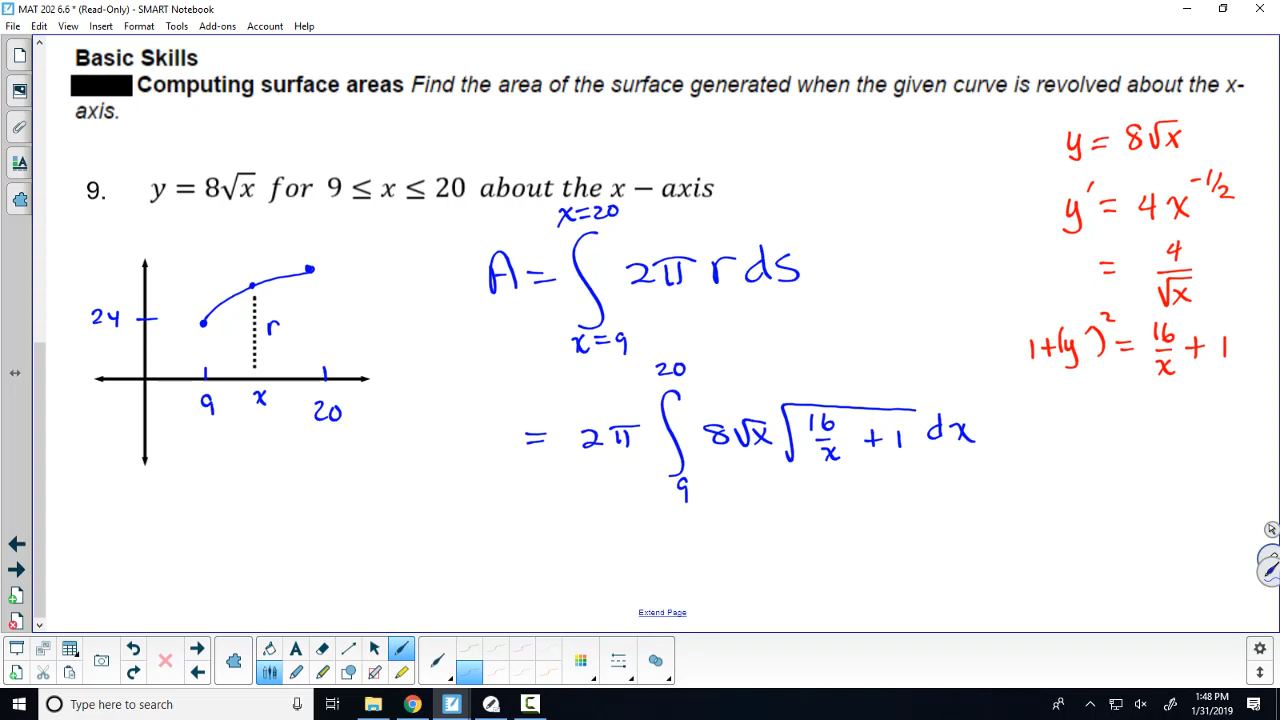 MAT 202 6.6 * (Read-Only) - SMART Notebook
File Edit View Insert Format Tools Add-ons Account Help
Basic Skills
Computing surface areas Find the area of the surface generated when the given curve is revolved about the x-
axis.
9. y = 8√x for 9 ≤ x ≤ 20 about the x − axis
y = 8√x
y' = 4x^(-1/2)
= 4/√x
1+(y')² = 16/x + 1
x=20
A = ∫ 2π r ds
x=9
24
r
9 x 20
20
= 2π ∫ 8√x √(16/x + 1) dx
9
Extend Page
Type here to search
1:48 PM
1/31/2019